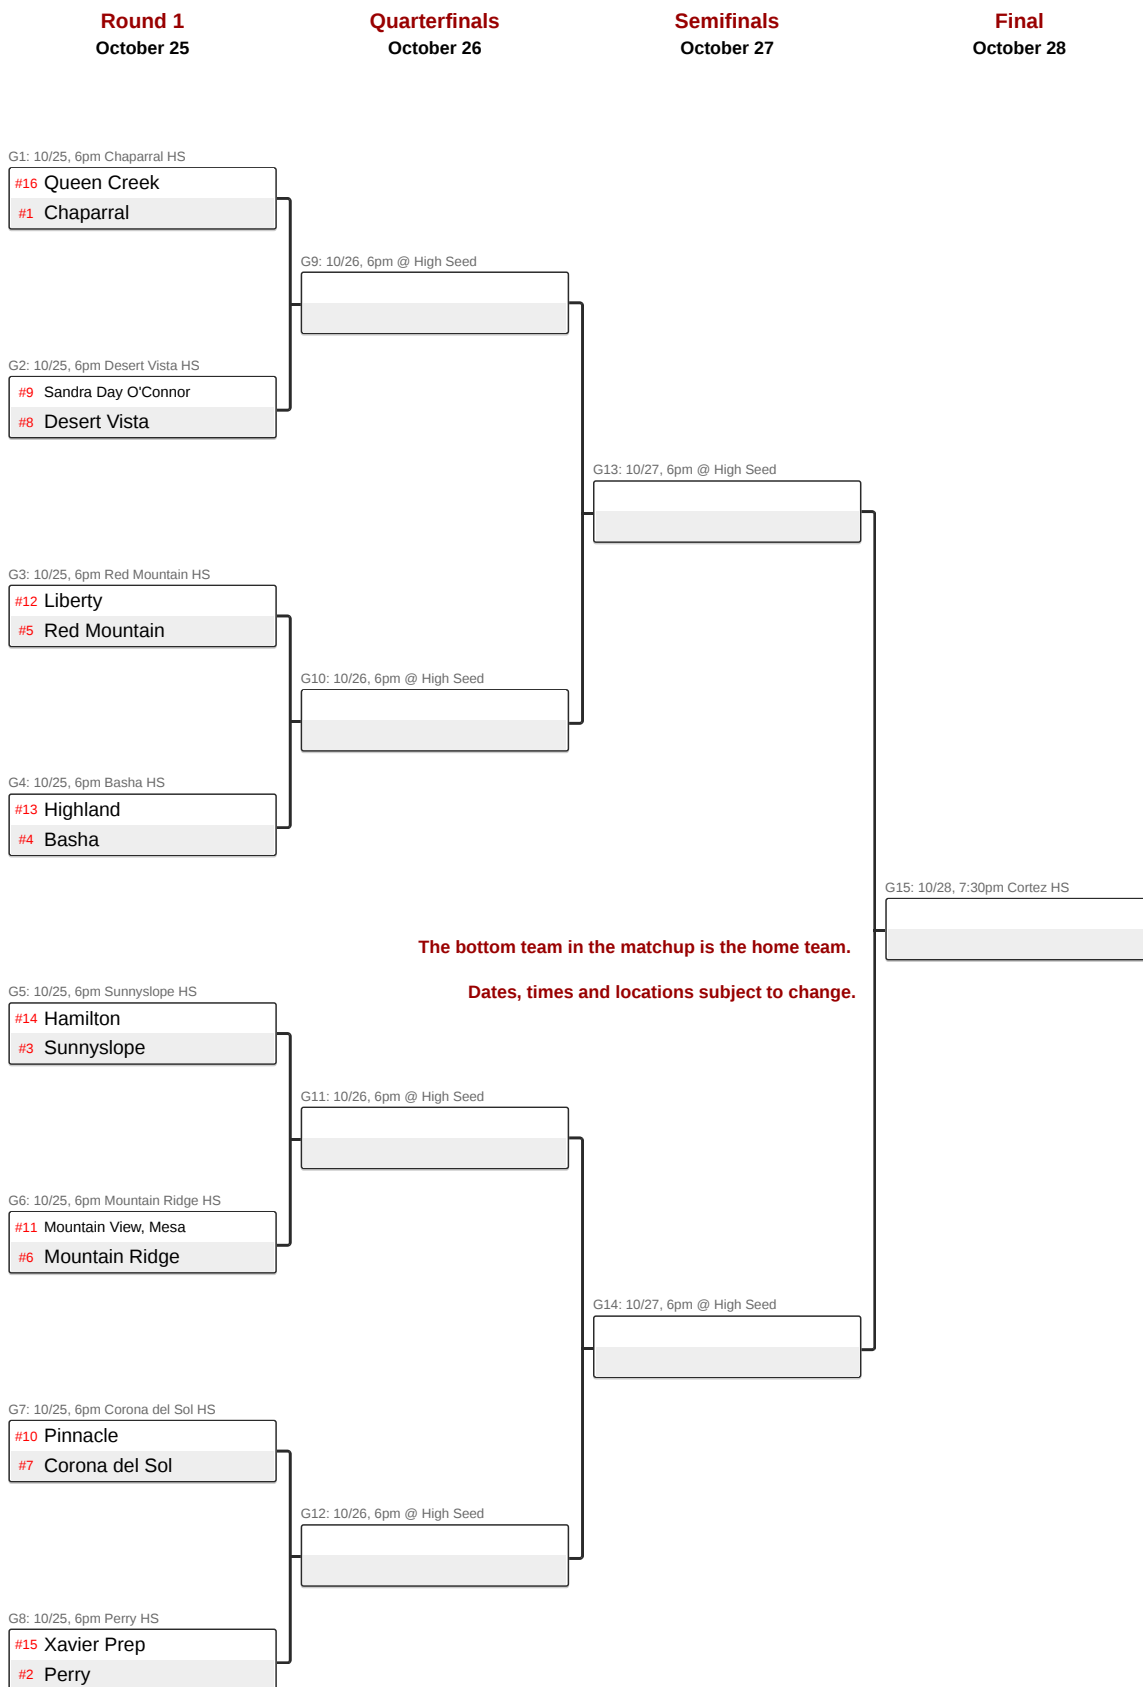 Round 1
October 25
Quarterfinals
October 26
Semifinals
October 27
Final
October 28
G1: 10/25, 6pm Chaparral HS
#16 Queen Creek
#1 Chaparral
G9: 10/26, 6pm @ High Seed
G2: 10/25, 6pm Desert Vista HS
#9 Sandra Day O'Connor
#8 Desert Vista
G13: 10/27, 6pm @ High Seed
G3: 10/25, 6pm Red Mountain HS
#12 Liberty
#5 Red Mountain
G10: 10/26, 6pm @ High Seed
G4: 10/25, 6pm Basha HS
#13 Highland
#4 Basha
G15: 10/28, 7:30pm Cortez HS
The bottom team in the matchup is the home team.
Dates, times and locations subject to change.
G5: 10/25, 6pm Sunnyslope HS
#14 Hamilton
#3 Sunnyslope
G11: 10/26, 6pm @ High Seed
G6: 10/25, 6pm Mountain Ridge HS
#11 Mountain View, Mesa
#6 Mountain Ridge
G14: 10/27, 6pm @ High Seed
G7: 10/25, 6pm Corona del Sol HS
#10 Pinnacle
#7 Corona del Sol
G12: 10/26, 6pm @ High Seed
G8: 10/25, 6pm Perry HS
#15 Xavier Prep
#2 Perry